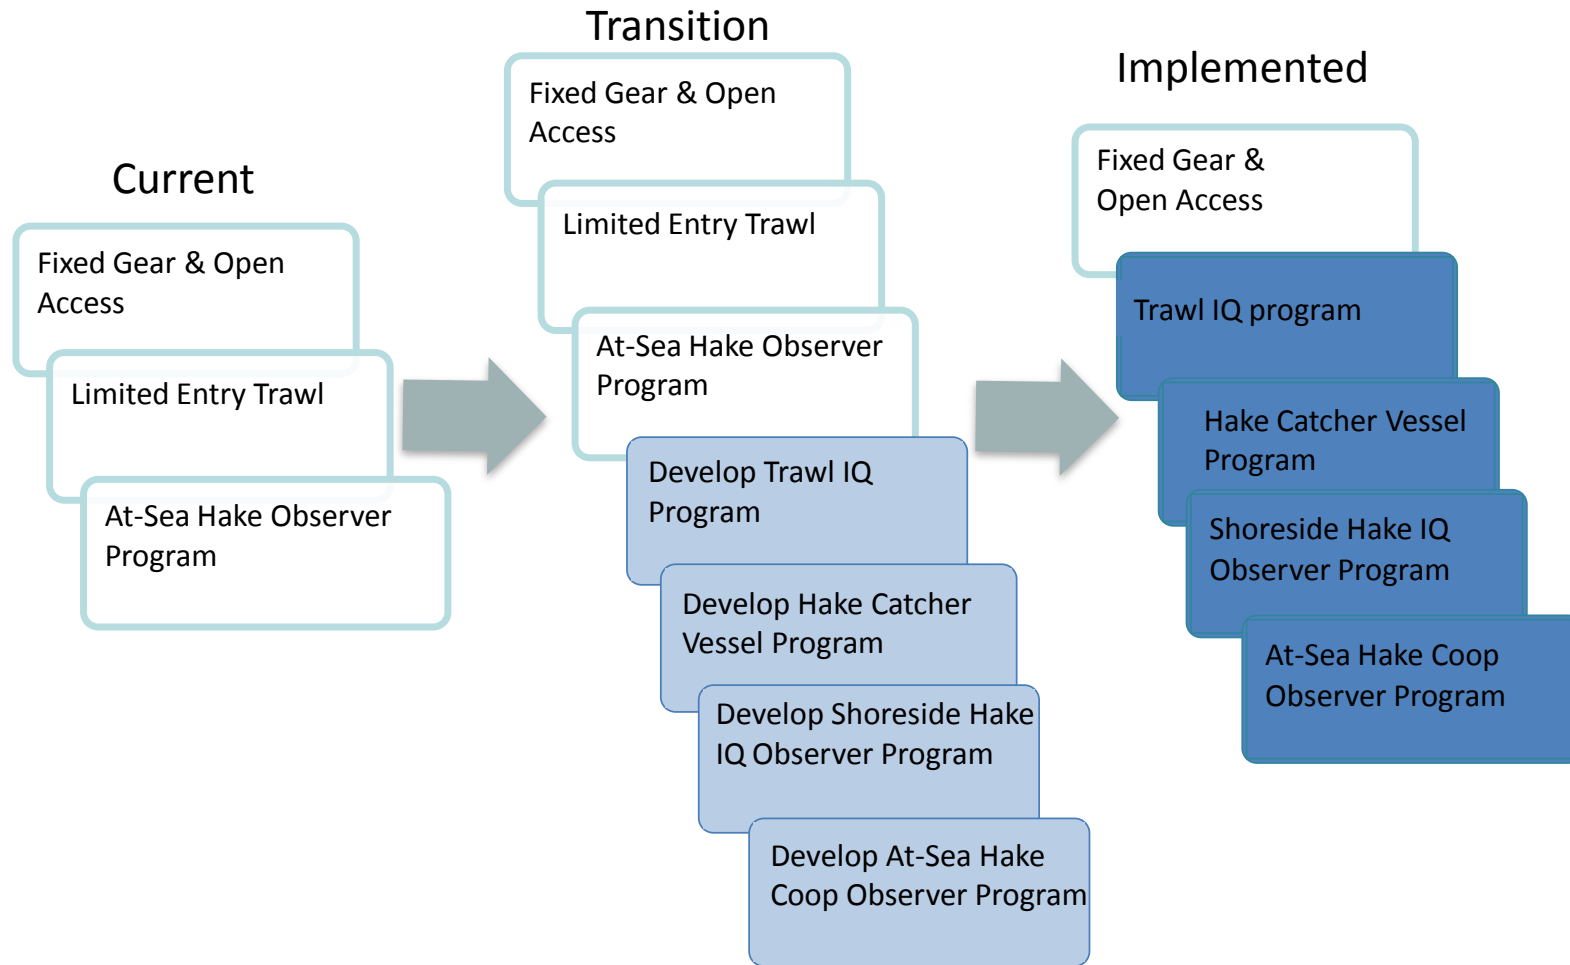 Current
Fixed Gear & Open
Access
Limited Entry Trawl
At-Sea Hake Observer
Program
Transition
Fixed Gear & Open
Access
Limited Entry Trawl
At-Sea Hake Observer
Program
Develop Trawl IQ
Program
Develop Hake Catcher
Vessel Program
Develop Shoreside Hake
IQ Observer Program
Develop At-Sea Hake
Coop Observer Program
Implemented
Fixed Gear &
Open Access
Trawl IQ program
Hake Catcher Vessel
Program
Shoreside Hake IQ
Observer Program
At-Sea Hake Coop
Observer Program